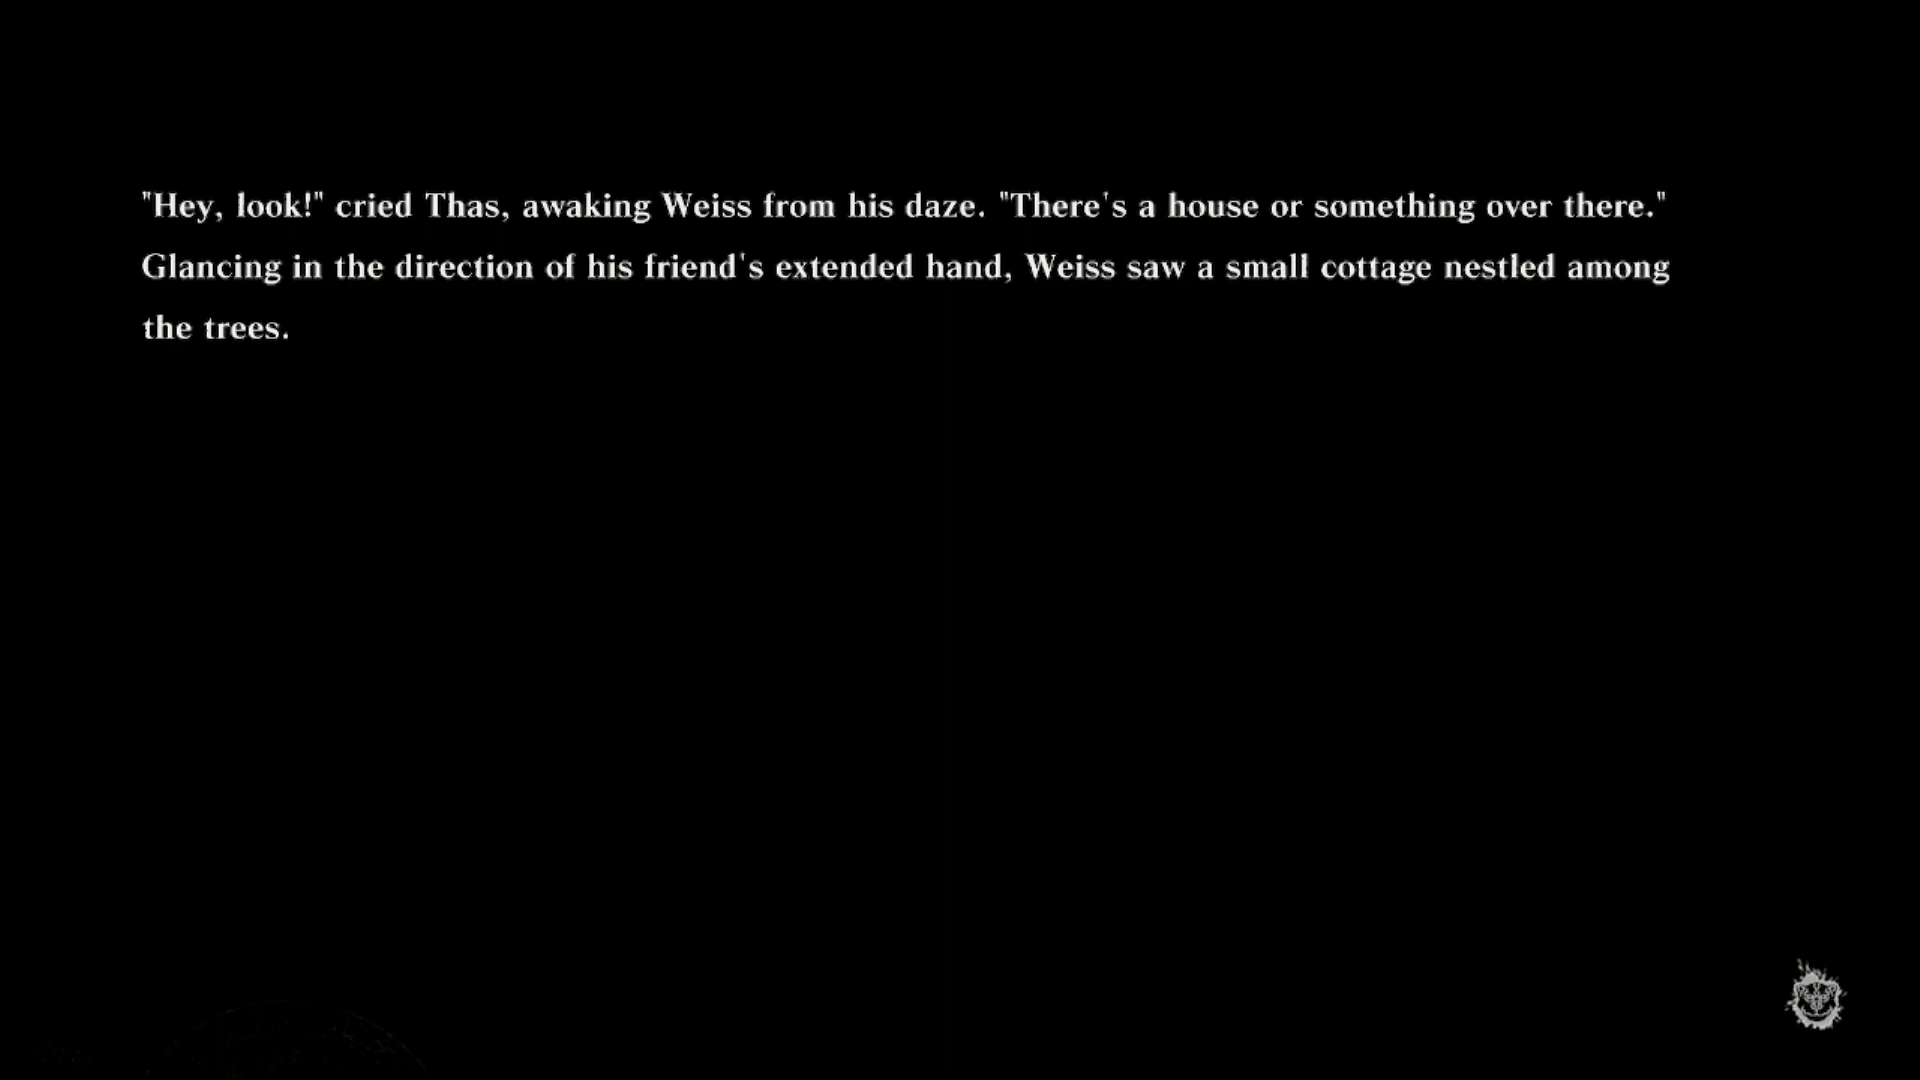 "Hey, look!" cried Thas, awaking Weiss from his daze. "There's a house or something over there."
Glancing in the direction of his friend's extended hand, Weiss saw a small cottage nestled among
the trees.